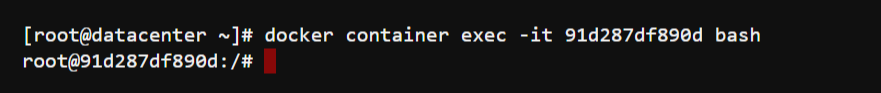 [root@datacenter ~]# docker container exec -it 91d287df890d bash
root@91d287df890d:/#